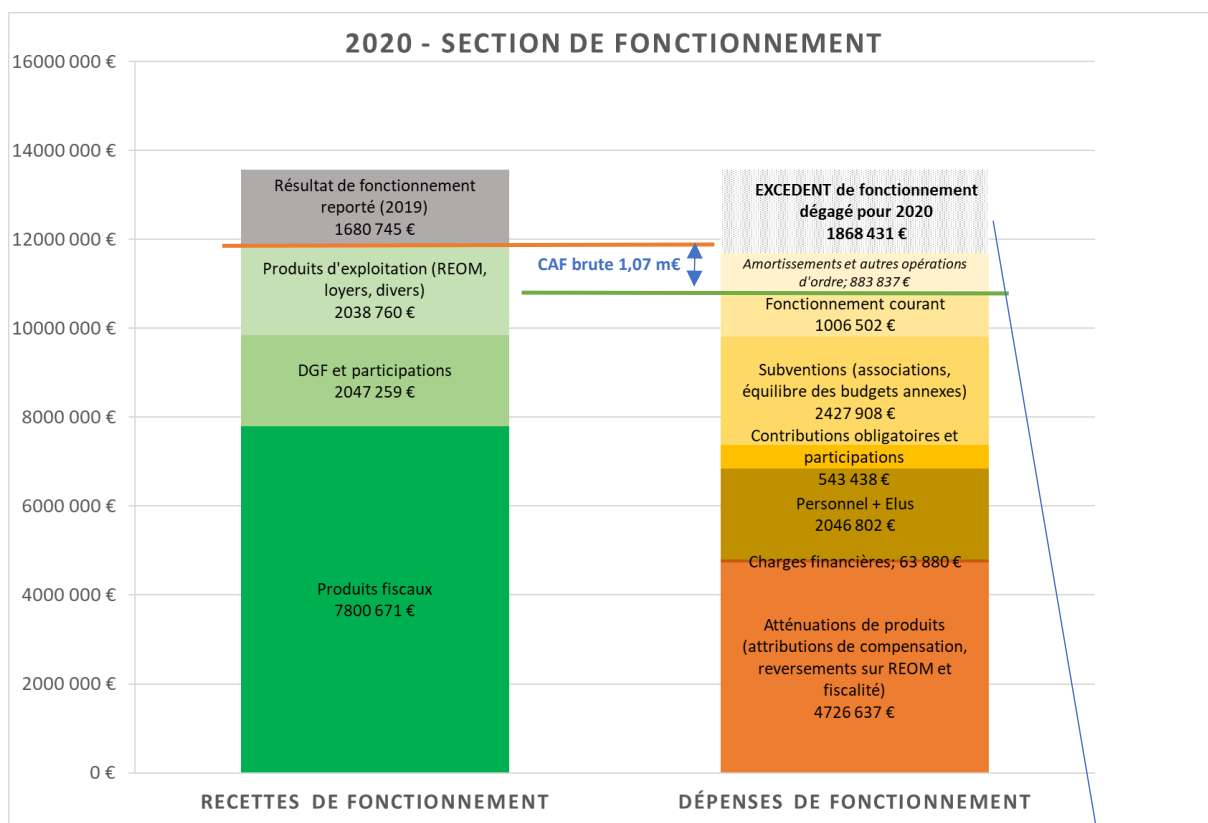 2020 - SECTION DE FONCTIONNEMENT
16000 000 €
14000 000 €
12000 000 €
10000 000 €
8000 000 €
6000 000 €
4000 000 €
2000 000 €
0 €
Résultat de fonctionnement
reporté (2019)
1680 745 €
Produits d'exploitation (REOM,
loyers, divers)
2038 760 €
DGF et participations
2047 259 €
Produits fiscaux
7800 671 €
CAF brute 1,07 m€
EXCEDENT de fonctionnement
dégagé pour 2020
1868 431 €
Amortissements et autres opérations
d'ordre; 883 837 €
Fonctionnement courant
1006 502 €
Subventions (associations,
équilibre des budgets annexes)
2427 908 €
Contributions obligatoires et
participations
543 438 €
Personnel + Elus
2046 802 €
Charges financières; 63 880 €
Atténuations de produits
(attributions de compensation,
reversements sur REOM et
fiscalité)
4726 637 €
RECETTES DE FONCTIONNEMENT
DÉPENSES DE FONCTIONNEMENT